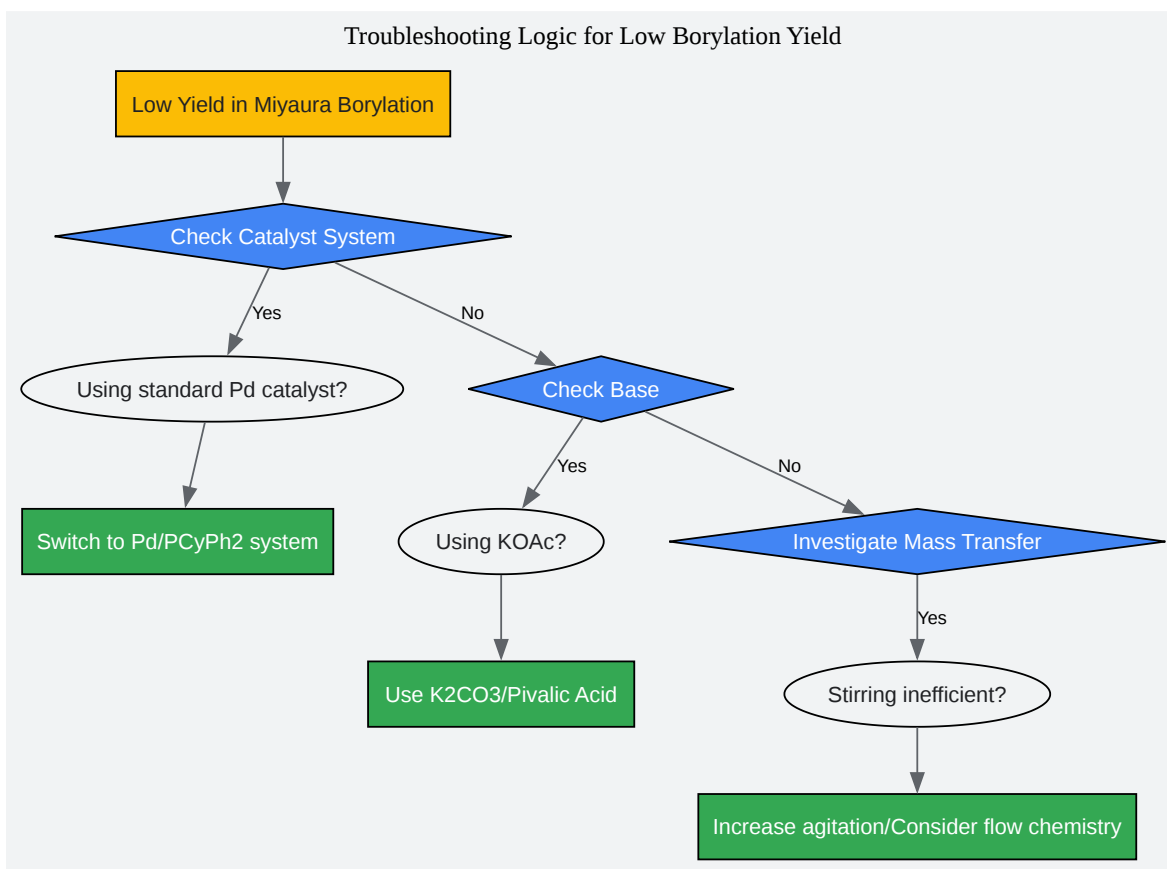 Troubleshooting Logic for Low Borylation Yield
Low Yield in Miyaura Borylation
Check Catalyst System
Yes
No
Using standard Pd catalyst?
Check Base
Yes
No
Switch to Pd/PCyPh2 system
Using KOAc?
Investigate Mass Transfer
Yes
Use K2CO3/Pivalic Acid
Stirring inefficient?
Increase agitation/Consider flow chemistry